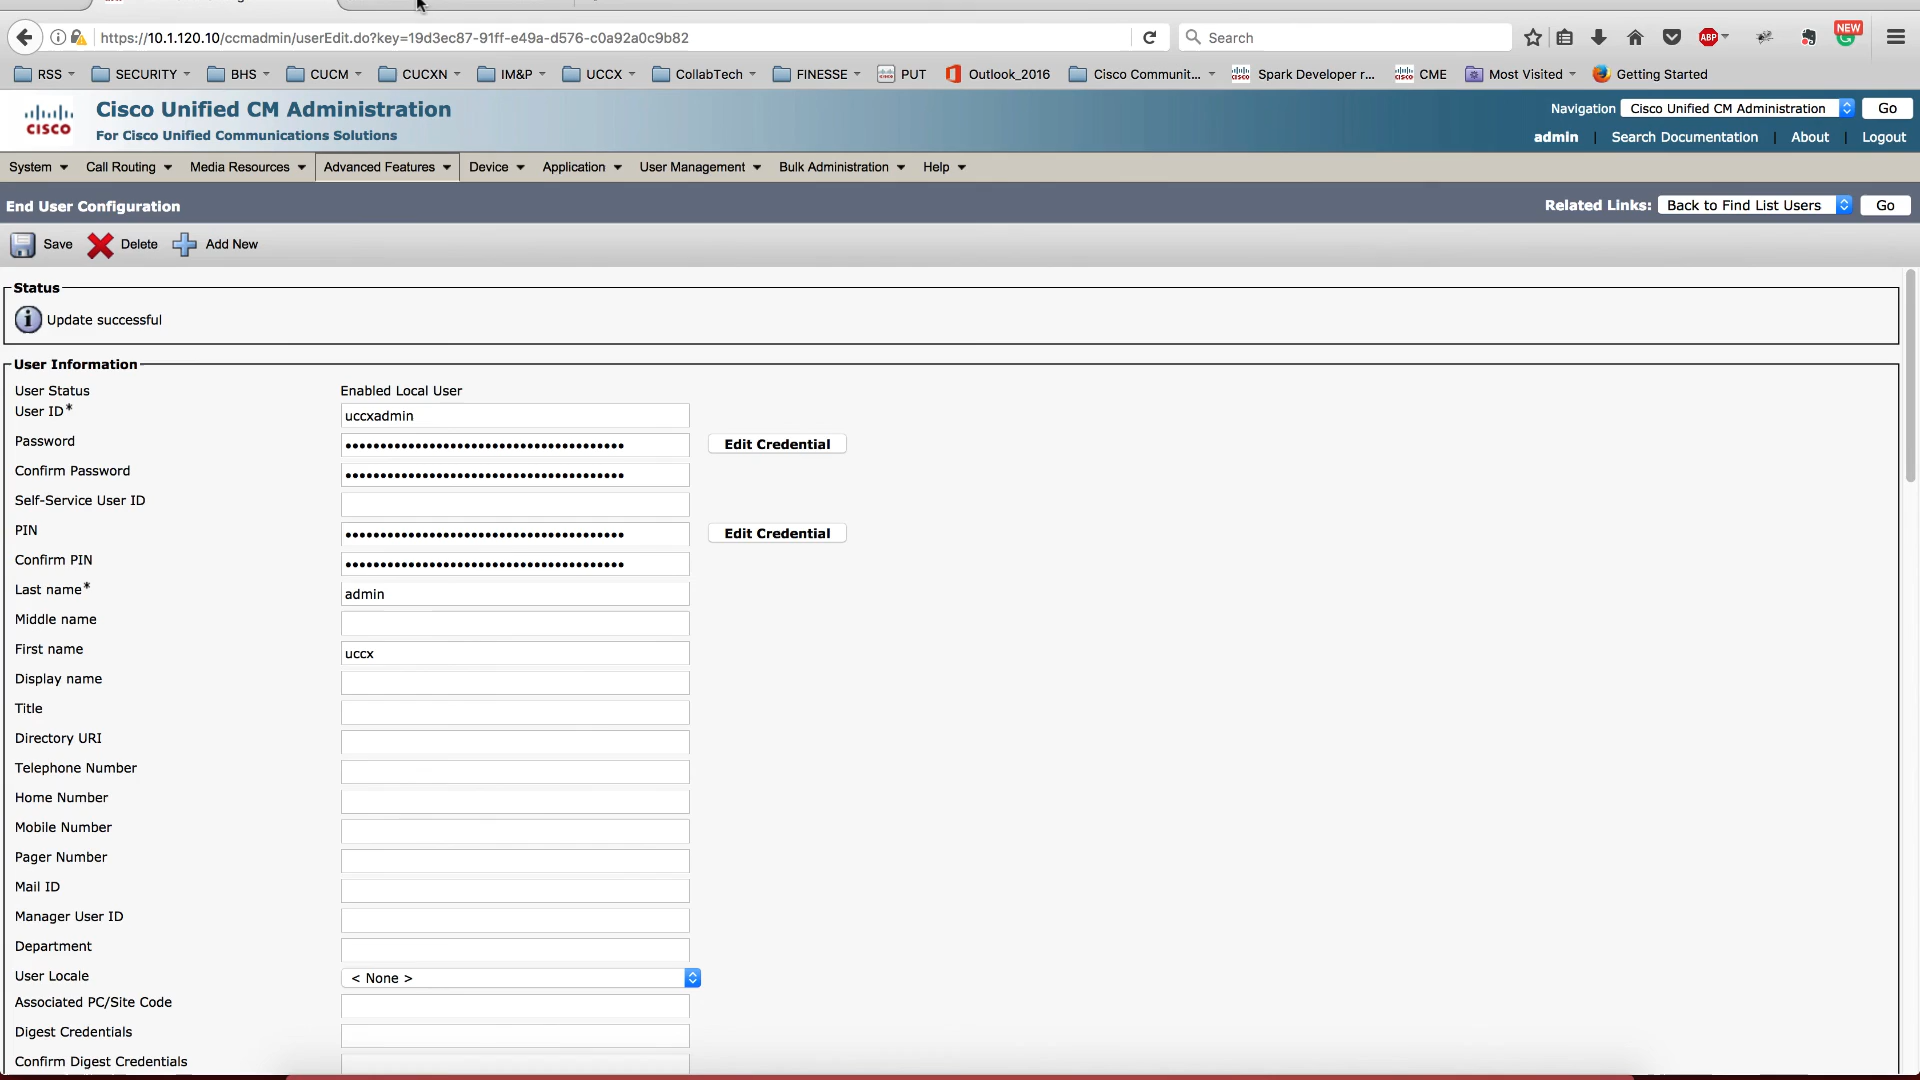 https://10.1.120.10/ccmadmin/userEdit.do?key=19d3ec87-91ff-e49a-d576-c0a92a0c9b82
Search
ABP
NEW
RSS
SECURITY
BHS
CUCM
CUCXN
IM&P
UCCX
CollabTech
FINESSE
PUT
Outlook_2016
Cisco Communit...
Spark Developer r...
CME
Most Visited
Getting Started
CISCO
Cisco Unified CM Administration
For Cisco Unified Communications Solutions
Navigation Cisco Unified CM Administration Go
admin | Search Documentation | About | Logout
System Call Routing Media Resources Advanced Features Device Application User Management Bulk Administration Help
End User Configuration
Related Links: Back to Find List Users Go
Save Delete Add New
Status
Update successful
User Information
User Status Enabled Local User
User ID* uccxadmin
Password Edit Credential
Confirm Password
Self-Service User ID
PIN Edit Credential
Confirm PIN
Last name* admin
Middle name
First name uccx
Display name
Title
Directory URI
Telephone Number
Home Number
Mobile Number
Pager Number
Mail ID
Manager User ID
Department
User Locale < None >
Associated PC/Site Code
Digest Credentials
Confirm Digest Credentials